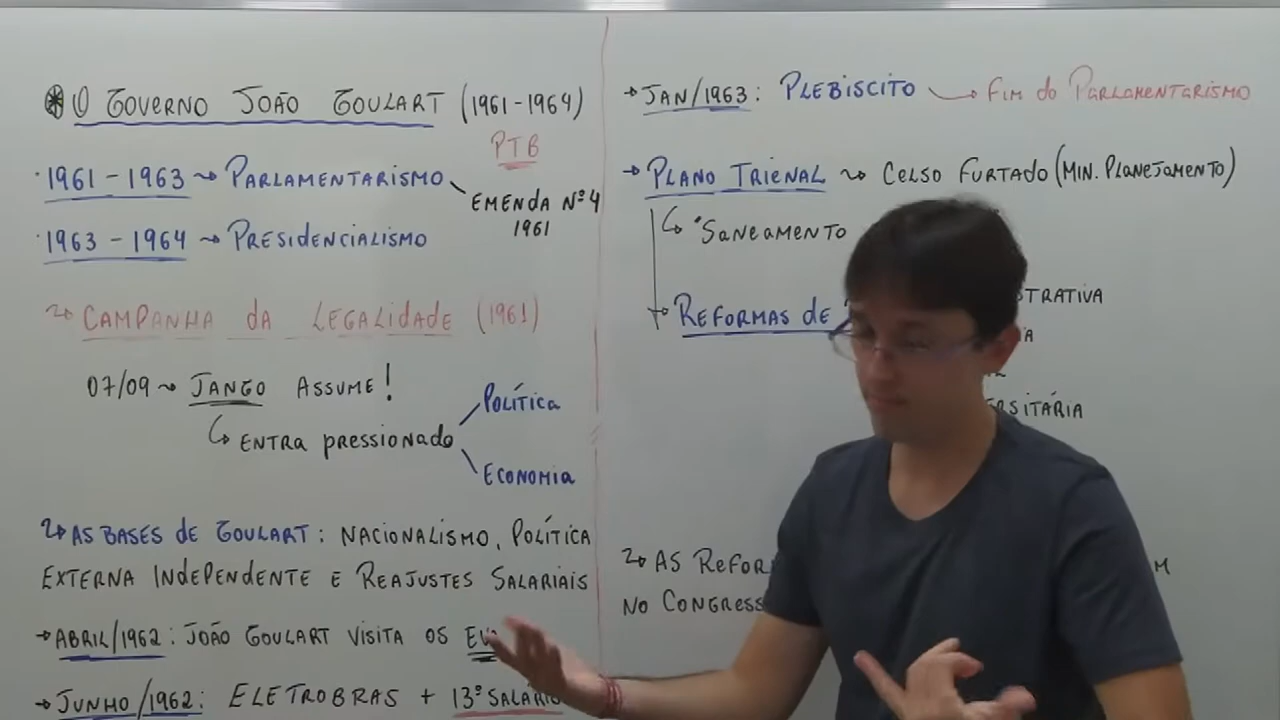 O GOVERNO JOÃO GOULART (1961-1964)
PTB
1961-1963 PARLAMENTARISMO
EMENDA Nº4
1961
1963-1964 PRESIDENCIALISMO
CAMPANHA da LEGALIDADE (1961)
07/09 JANGO ASSUME!
ENTRA pressionado
POLÍTICA
ECONOMIA
AS BASES de GOULART: NACIONALISMO, POLÍTICA
EXTERNA INDEPENDENTE E REAJUSTES SALARIAIS
ABRIL/1962: JOÃO GOULART VISITA OS
JUNHO/1962: ELETROBRAS + 13º SALÁRIO
JAN/1963: PLEBISCITO FIM do PARLAMENTARISMO
PLANO TRIENAL CELSO FURTADO (MIN. PLANEJAMENTO)
"SANEAMENTO
REFORMAS de
STRATIVA
ERSITÁRIA
AS REFOR
NO CONGRESS